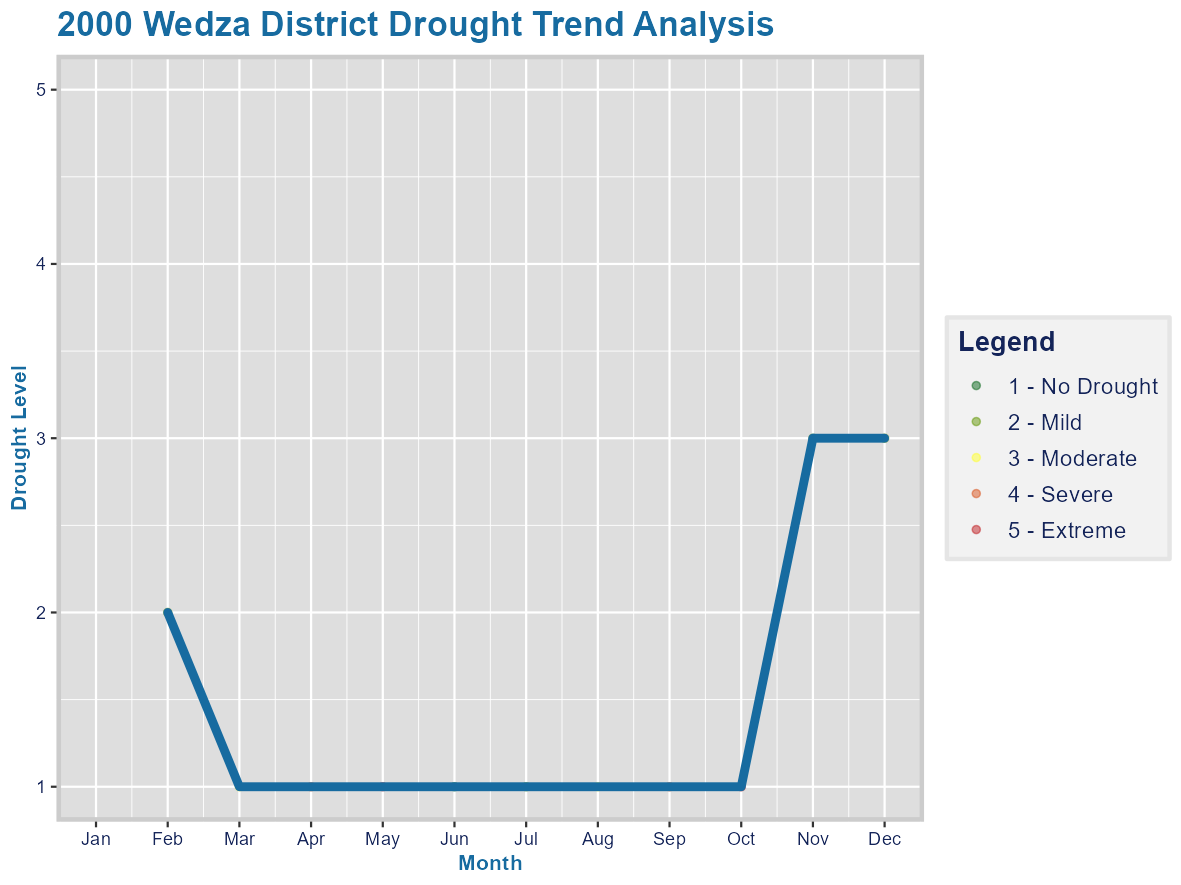 2000 Wedza District Drought Trend Analysis
Drought Level
5
4
3
2
1
Jan Feb Mar Apr May Jun Jul Aug Sep Oct Nov Dec
Month
Legend
1 - No Drought
2 - Mild
3 - Moderate
4 - Severe
5 - Extreme